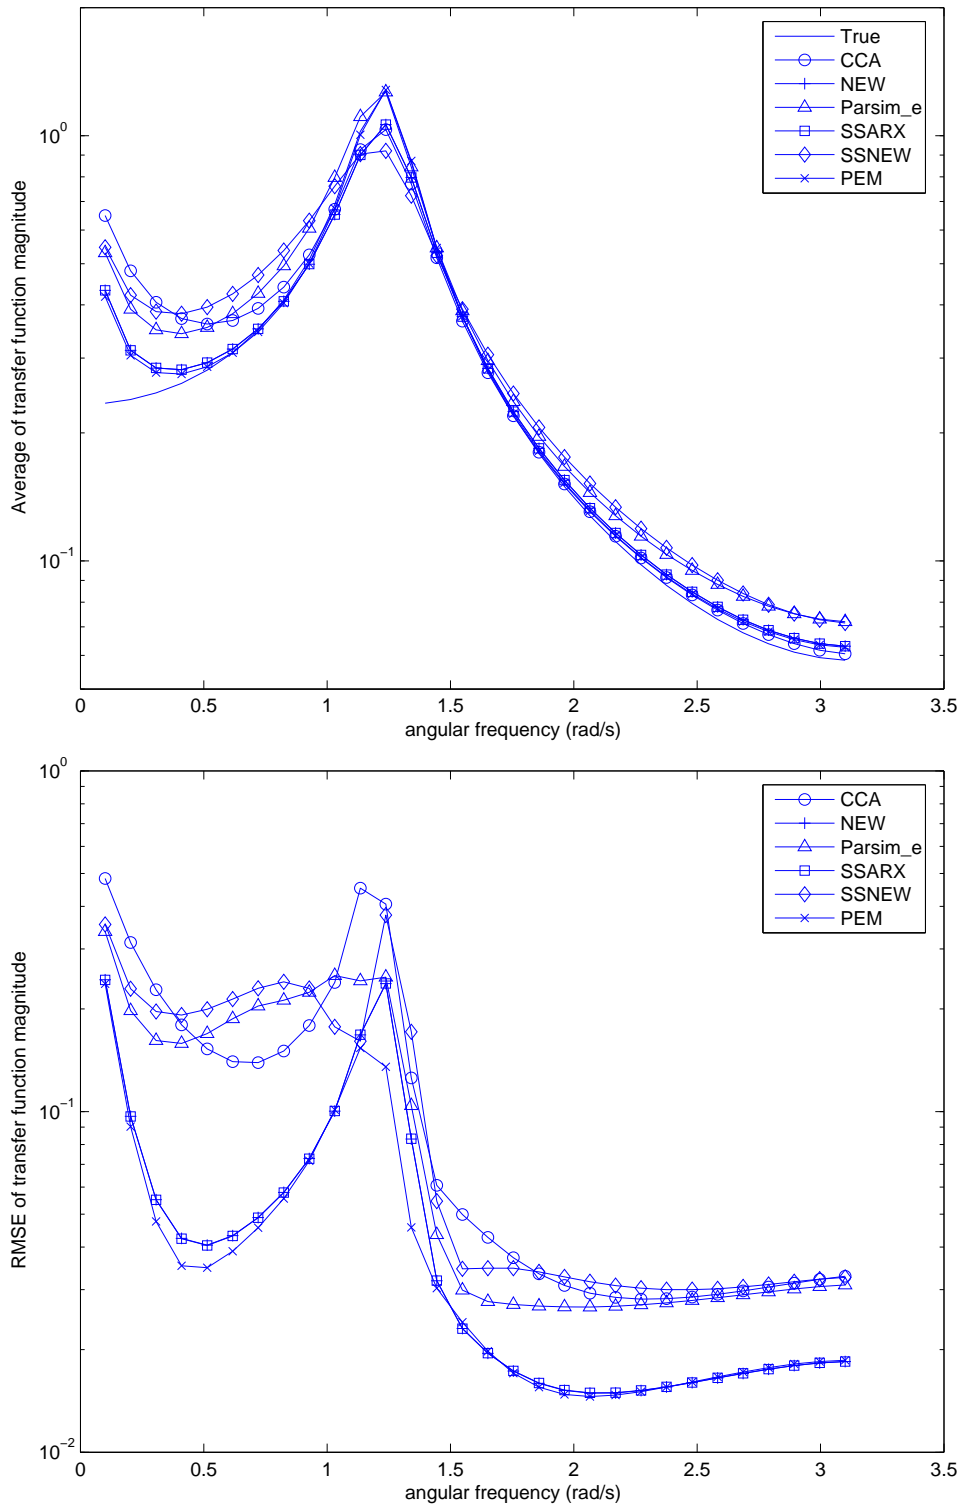 Average of transfer function magnitude
10^0
10^-1
True
CCA
NEW
Parsim_e
SSARX
SSNEW
PEM
0 0.5 1 1.5 2 2.5 3 3.5
angular frequency (rad/s)
RMSE of transfer function magnitude
10^0
10^-1
10^-2
CCA
NEW
Parsim_e
SSARX
SSNEW
PEM
0 0.5 1 1.5 2 2.5 3 3.5
angular frequency (rad/s)